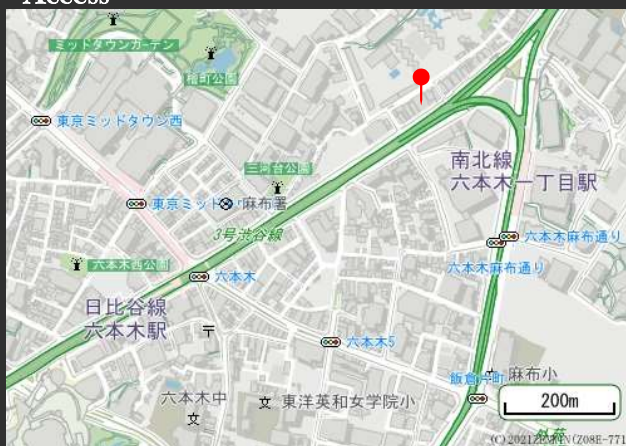 Access
ミッドタウンガーデン
檜町公園
東京ミッドタウン西
三河台公園
南北線
六本木一丁目駅
麻布署
3号渋谷線
六本木麻布通り
六本木麻布通り
六本木西公園
六本木
日比谷線
六本木駅
六本木5
飯倉片町
麻布小
六本木中
東洋英和女学院小
200m